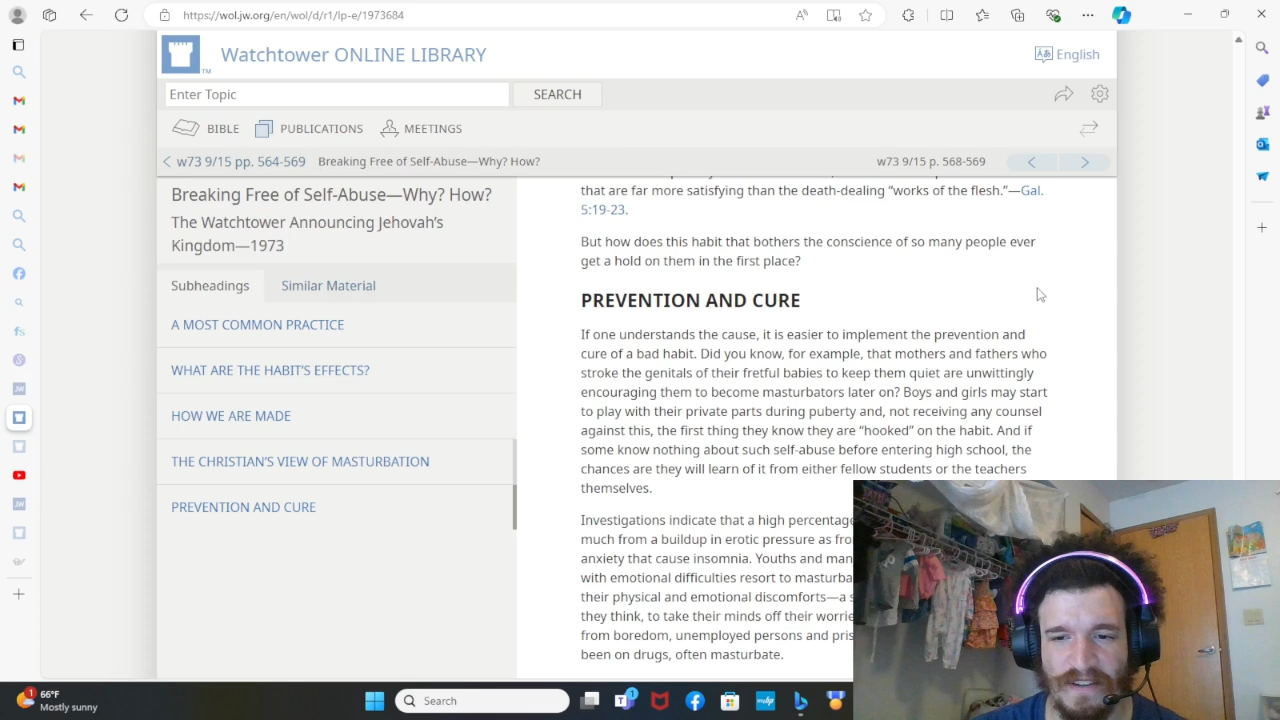 https://wol.jw.org/en/wol/d/r1/lp-e/1973684
Watchtower ONLINE LIBRARY
English
Enter Topic
SEARCH
BIBLE
PUBLICATIONS
MEETINGS
w73 9/15 pp. 564-569
Breaking Free of Self-Abuse—Why? How?
w73 9/15 p. 568-569
Breaking Free of Self-Abuse—Why? How?
The Watchtower Announcing Jehovah's
Kingdom—1973
Subheadings
Similar Material
A MOST COMMON PRACTICE
WHAT ARE THE HABIT'S EFFECTS?
HOW WE ARE MADE
THE CHRISTIAN'S VIEW OF MASTURBATION
PREVENTION AND CURE
that are far more satisfying than the death-dealing "works of the flesh."—Gal.
5:19-23.
But how does this habit that bothers the conscience of so many people ever
get a hold on them in the first place?
PREVENTION AND CURE
If one understands the cause, it is easier to implement the prevention and
cure of a bad habit. Did you know, for example, that mothers and fathers who
stroke the genitals of their fretful babies to keep them quiet are unwittingly
encouraging them to become masturbators later on? Boys and girls may start
to play with their private parts during puberty and, not receiving any counsel
against this, the first thing they know they are "hooked" on the habit. And if
some know nothing about such self-abuse before entering high school, the
chances are they will learn of it from either fellow students or the teachers
themselves.
Investigations indicate that a high percentage
much from a buildup in erotic pressure as fro
anxiety that cause insomnia. Youths and man
with emotional difficulties resort to masturba
their physical and emotional discomforts—a s
they think, to take their minds off their worrie
from boredom, unemployed persons and pris
been on drugs, often masturbate.
1
66°F
Mostly sunny
Search
1